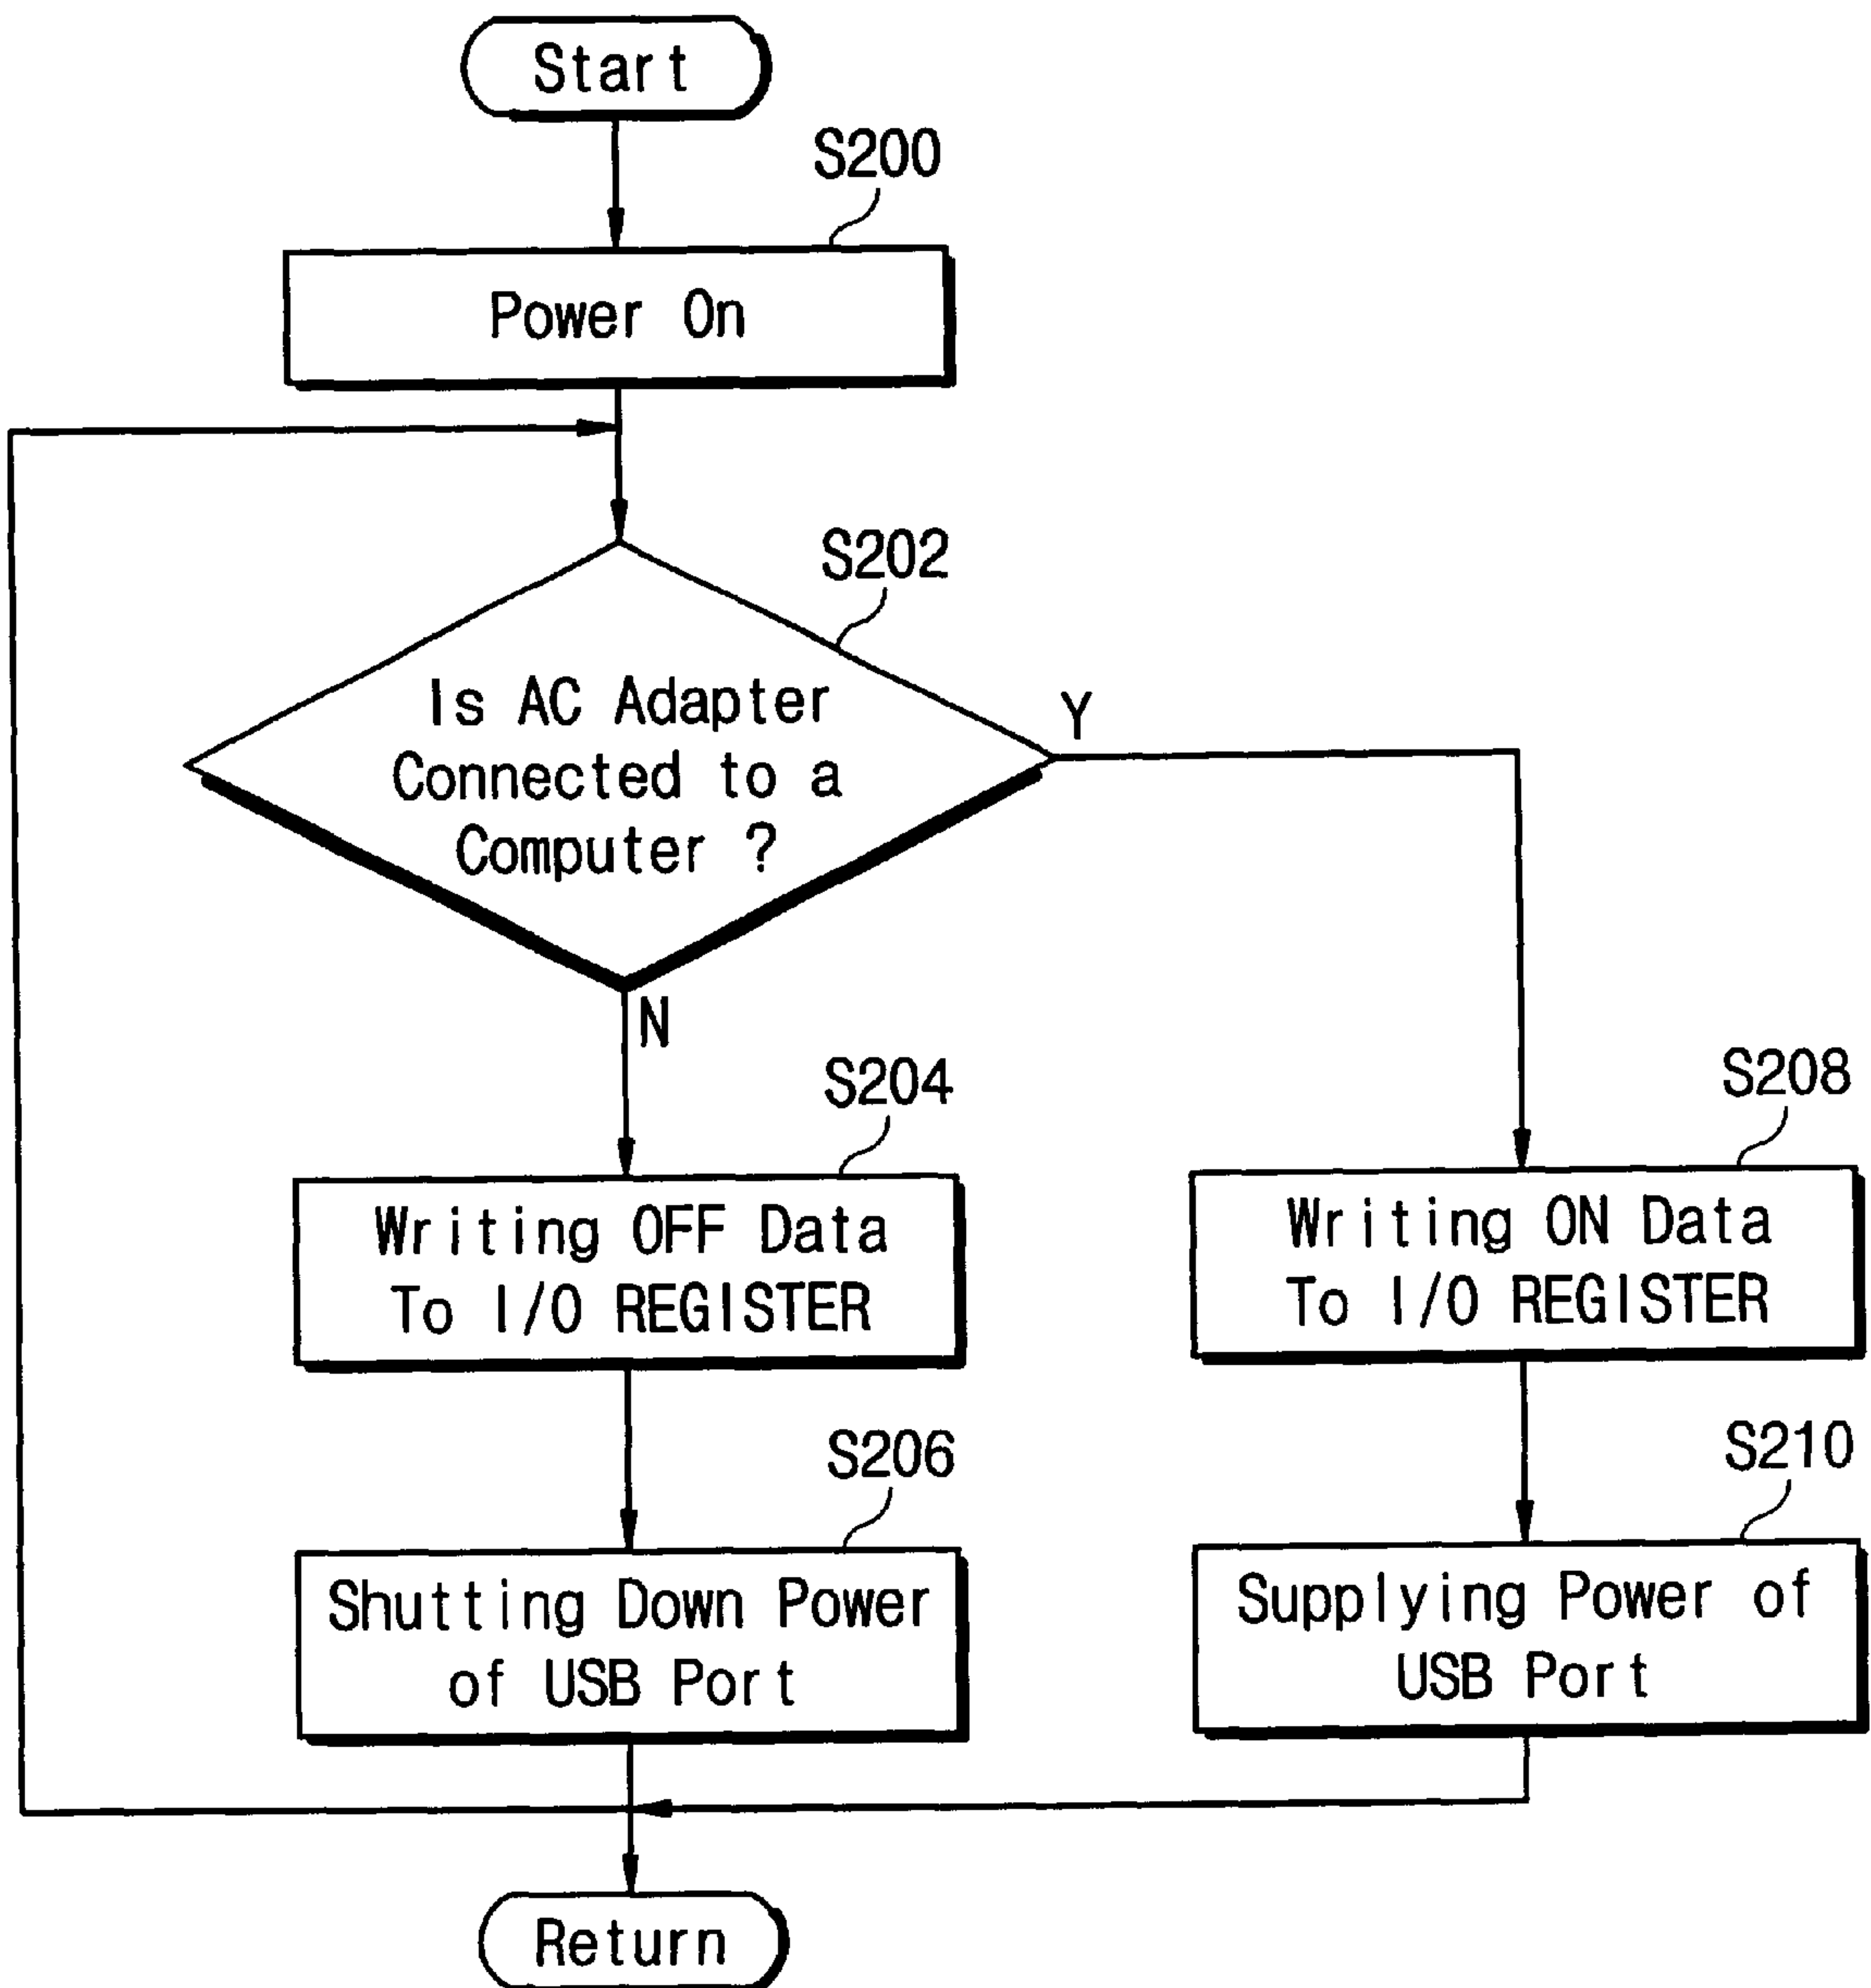 Start
S200
Power On
S202
Is AC Adapter
Connected to a
Computer ?
Y
N
S204
Writing OFF Data
To I/O REGISTER
S208
Writing ON Data
To I/O REGISTER
S206
Shutting Down Power
of USB Port
S210
Supplying Power of
USB Port
Return